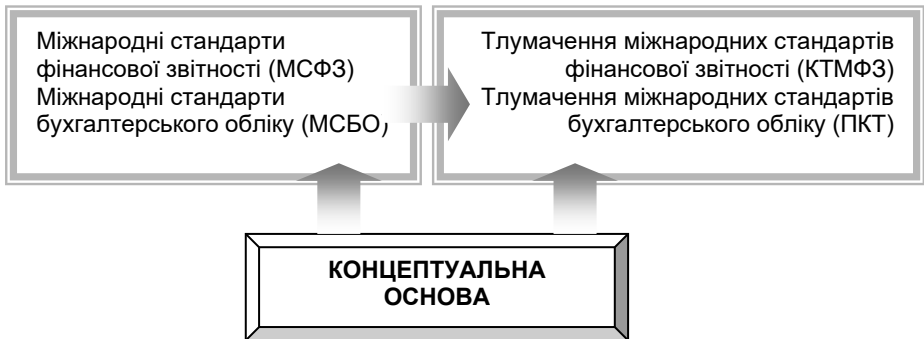 Міжнародні стандарти
фінансової звітності (МСФЗ)
Міжнародні стандарти
бухгалтерського обліку (МСБО)
Тлумачення міжнародних стандартів
фінансової звітності (КТМФЗ)
Тлумачення міжнародних стандартів
бухгалтерського обліку (ПКТ)
КОНЦЕПТУАЛЬНА
ОСНОВА